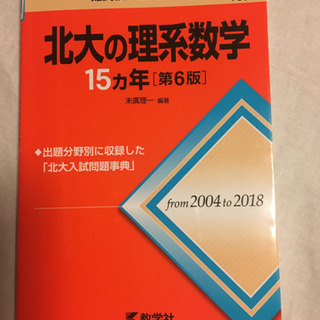 北大の理系数学
15カ年[第6版]
末廣理一 編著
◆出題分野別に収録した
「北大入試問題事典」
from 2004 to 2018
教学社